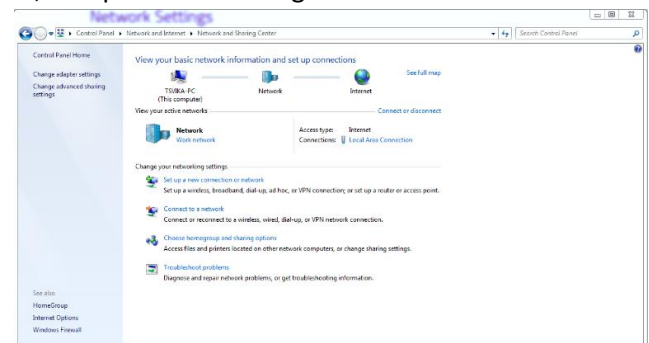 Network Settings
Control Panel ▸ Network and Internet ▸ Network and Sharing Center
Search Control Panel
Control Panel Home
Change adapter settings
Change advanced sharing
settings
View your basic network information and set up connections
See full map
TSVIKA-PC
(This computer)
Network
Internet
View your active networks
Connect or disconnect
Network
Work network
Access type: Internet
Connections: Local Area Connection
Change your networking settings
Set up a new connection or network
Set up a wireless, broadband, dial-up, ad hoc, or VPN connection; or set up a router or access point.
Connect to a network
Connect or reconnect to a wireless, wired, dial-up, or VPN network connection.
Choose homegroup and sharing options
Access files and printers located on other network computers, or change sharing settings.
Troubleshoot problems
Diagnose and repair network problems, or get troubleshooting information.
See also
HomeGroup
Internet Options
Windows Firewall